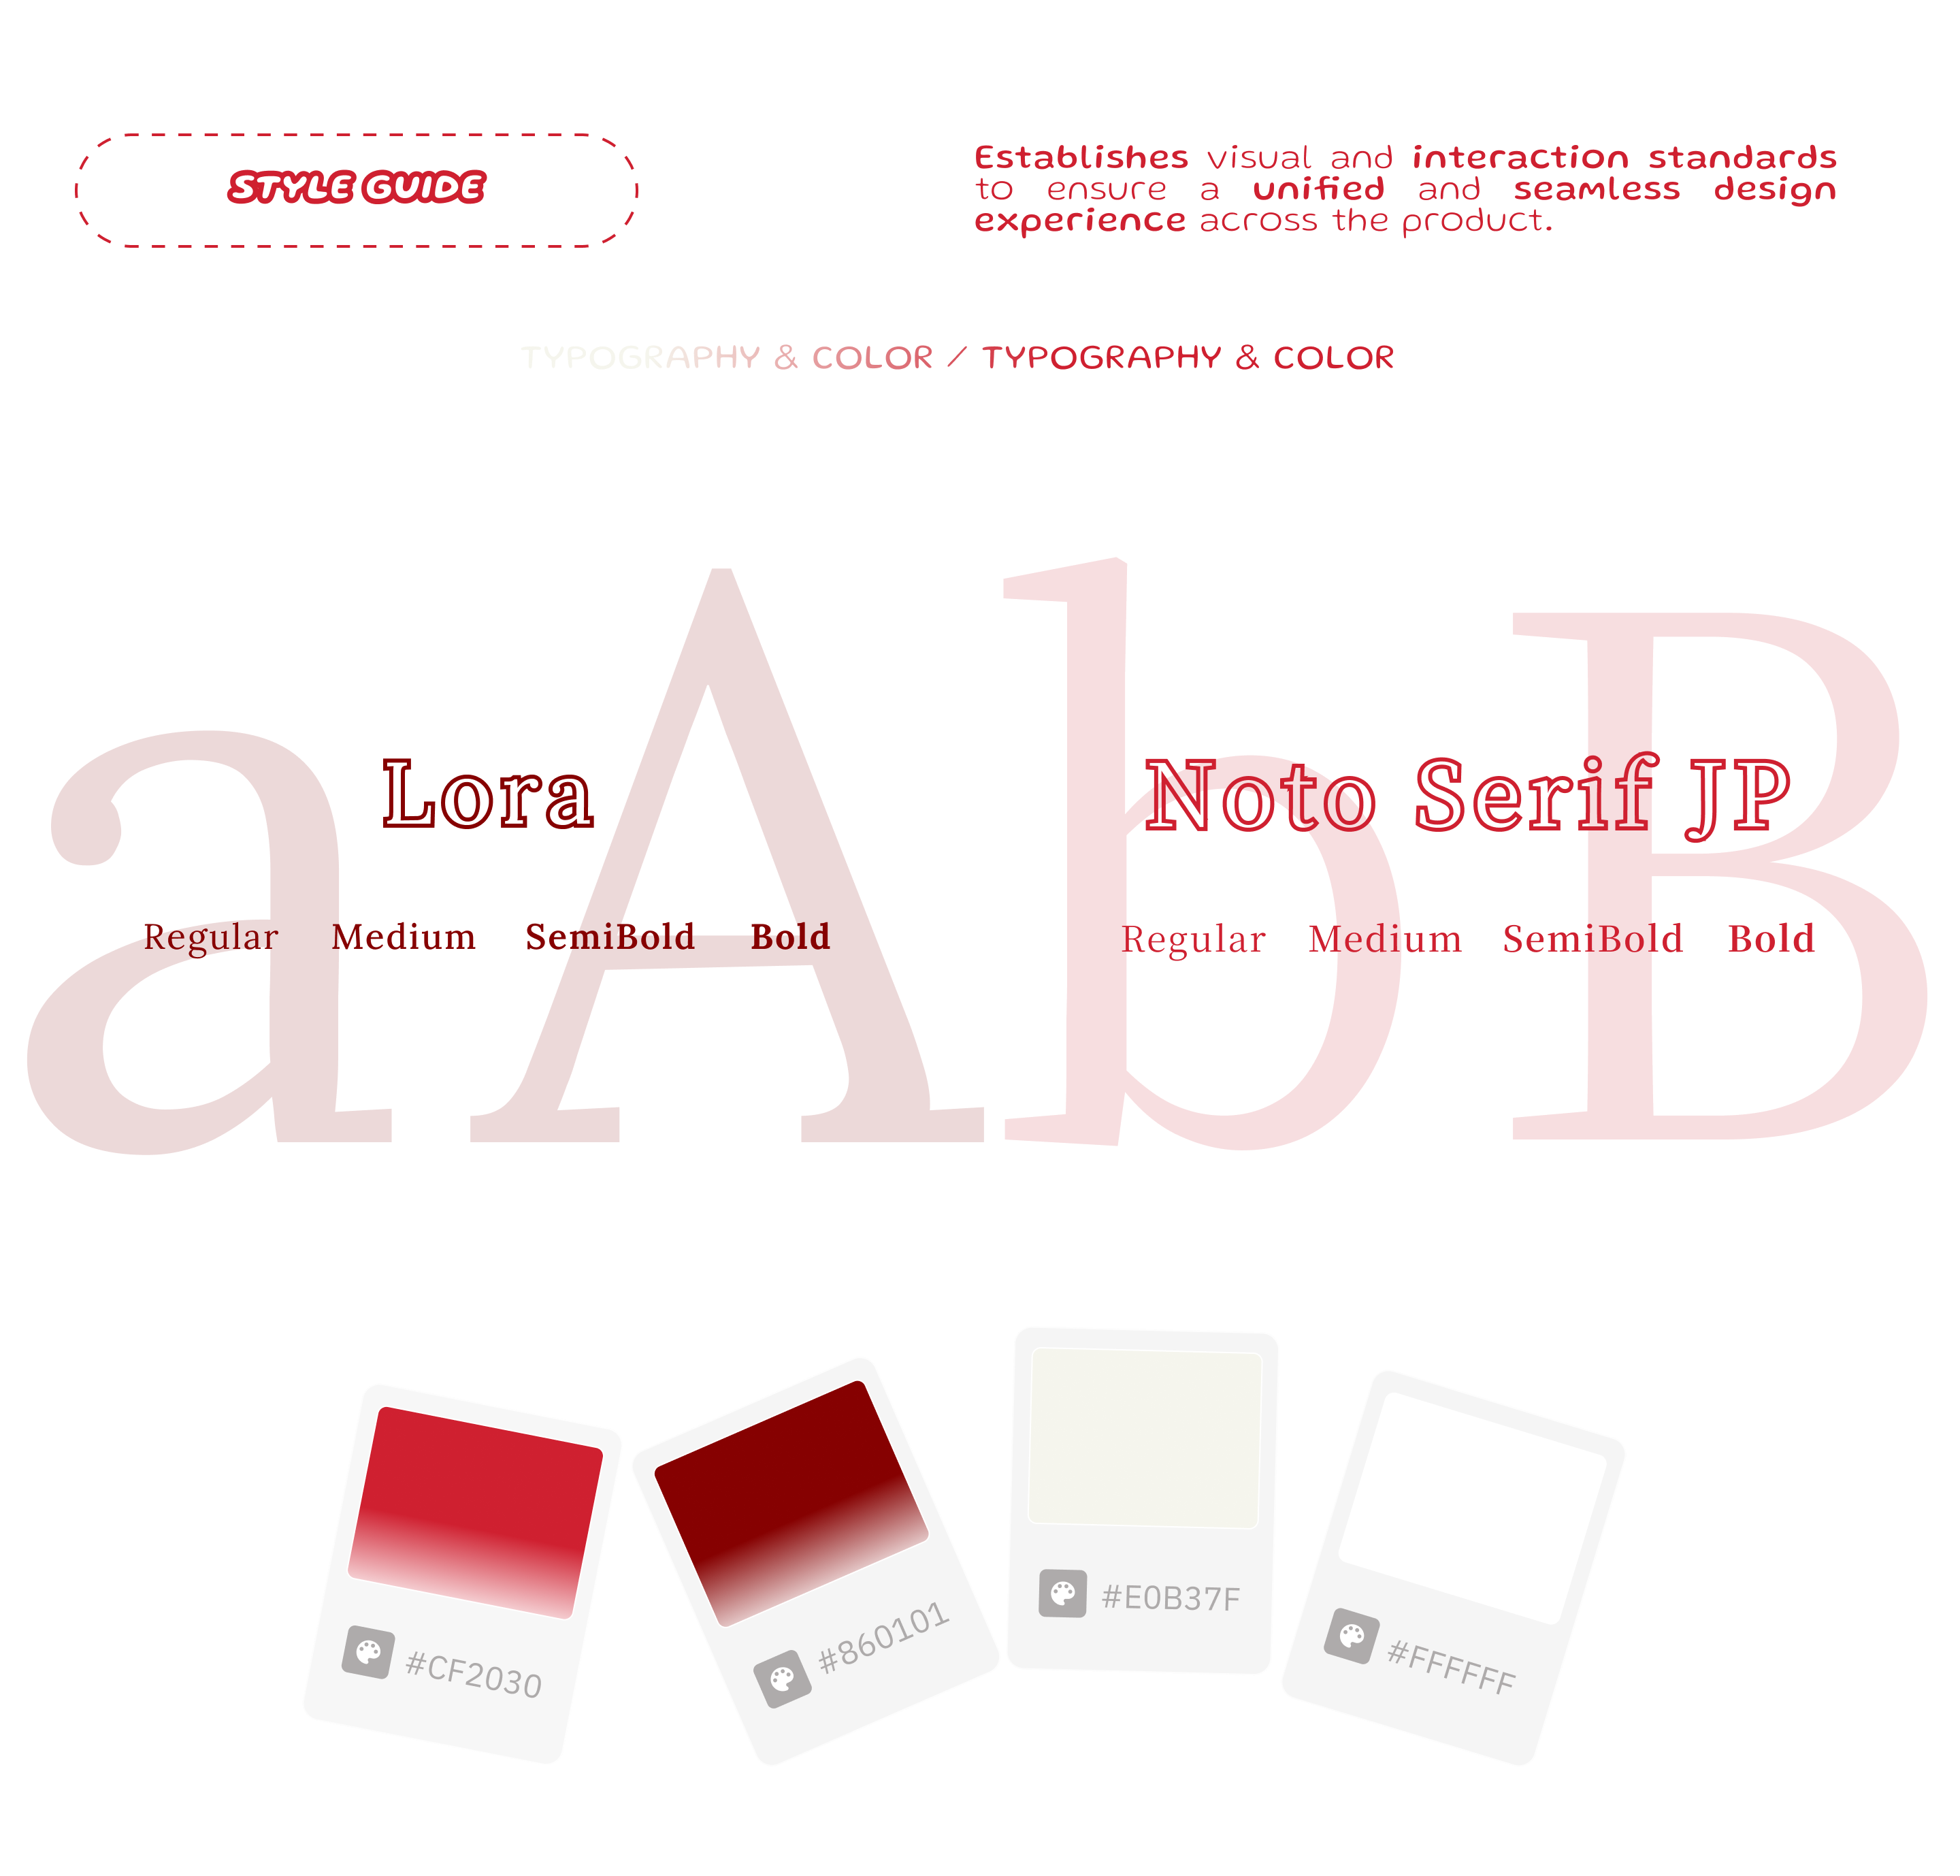 STYLE GUIDE
Establishes visual and interaction standards
to ensure a unified and seamless design
experience across the product.
TYPOGRAPHY & COLOR / TYPOGRAPHY & COLOR
a A b B
Lora
Noto Serif JP
Regular Medium SemiBold Bold
Regular Medium SemiBold Bold
#CF2030
#860101
#E0B37F
#FFFFFF